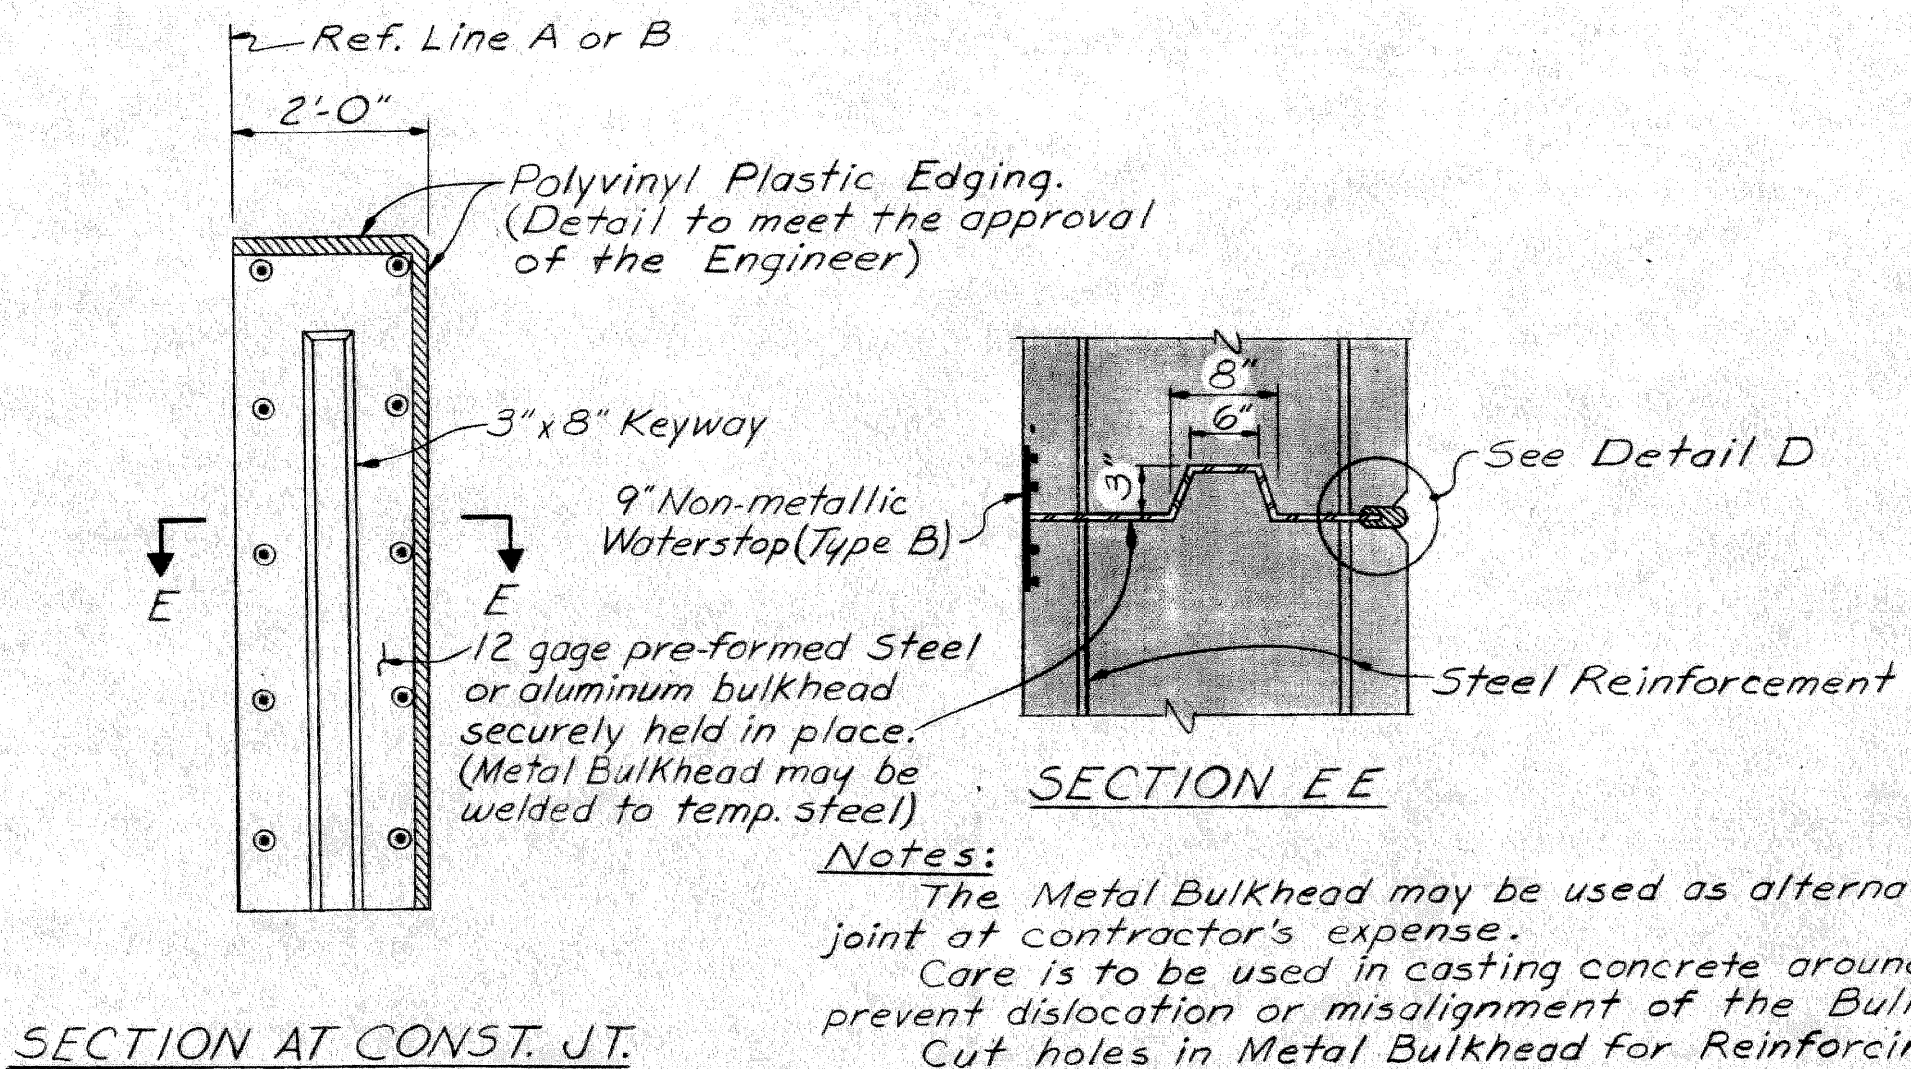 Ref. Line A or B
2'-0"
Polyvinyl Plastic Edging.
(Detail to meet the approval
of the Engineer)
3"x8" Keyway
9" Non-metallic
Waterstop(Type B)
8"
6"
3"
See Detail D
E
E
12 gage pre-formed Steel
or aluminum bulkhead
securely held in place.
(Metal Bulkhead may be
welded to temp. steel)
Steel Reinforcement
SECTION EE
Notes:
The Metal Bulkhead may be used as alterna
joint at contractor's expense.
Care is to be used in casting concrete aroun
prevent dislocation or misalignment of the Bul
Cut holes in Metal Bulkhead for Reinforcin
SECTION AT CONST. JT.